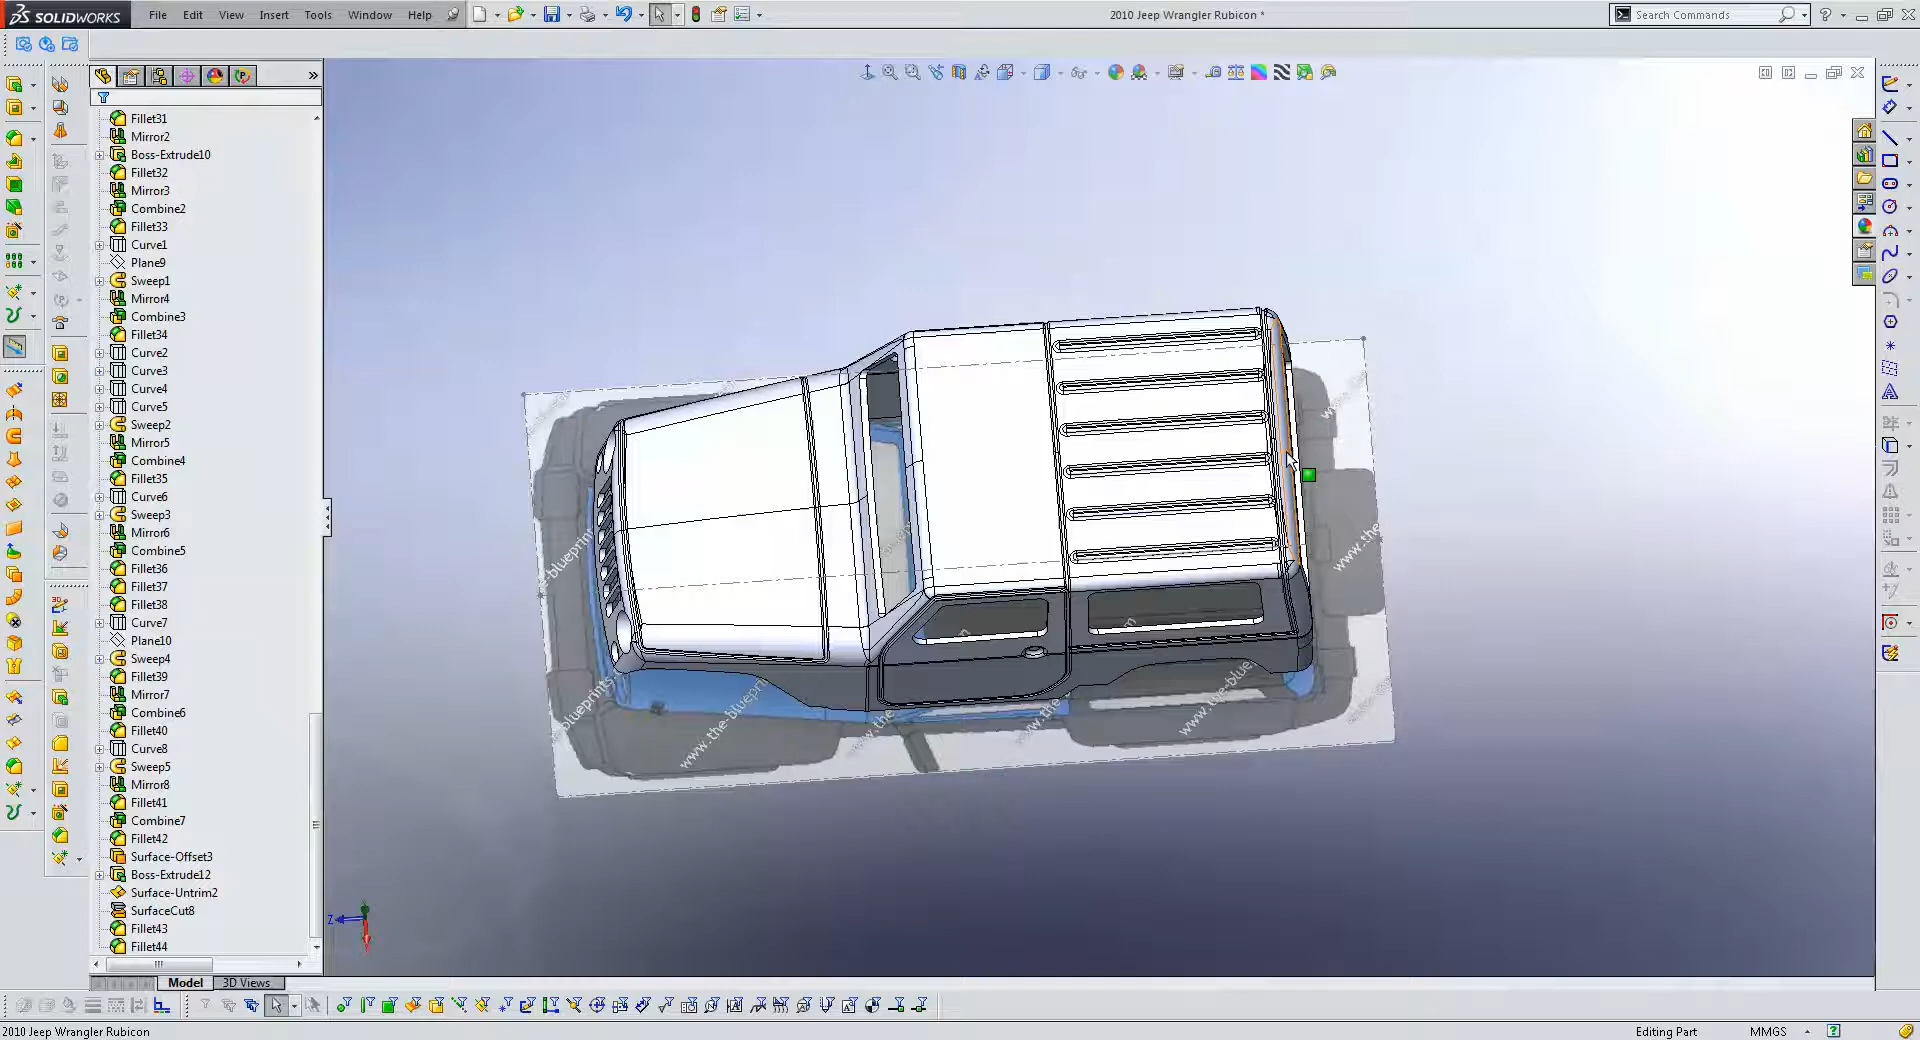 SOLIDWORKS
File Edit View Insert Tools Window Help
2010 Jeep Wrangler Rubicon *
Search Commands
Fillet31
Mirror2
Boss-Extrude10
Fillet32
Mirror3
Combine2
Fillet33
Curve1
Plane9
Sweep1
Mirror4
Combine3
Fillet34
Curve2
Curve3
Curve4
Curve5
Sweep2
Mirror5
Combine4
Fillet35
Curve6
Sweep3
Mirror6
Combine5
Fillet36
Fillet37
Fillet38
Curve7
Plane10
Sweep4
Fillet39
Mirror7
Combine6
Fillet40
Curve8
Sweep5
Mirror8
Fillet41
Combine7
Fillet42
Surface-Offset3
Boss-Extrude12
Surface-Untrim2
SurfaceCut8
Fillet43
Fillet44
Z
Model 3D Views
2010 Jeep Wrangler Rubicon
Editing Part
MMGS